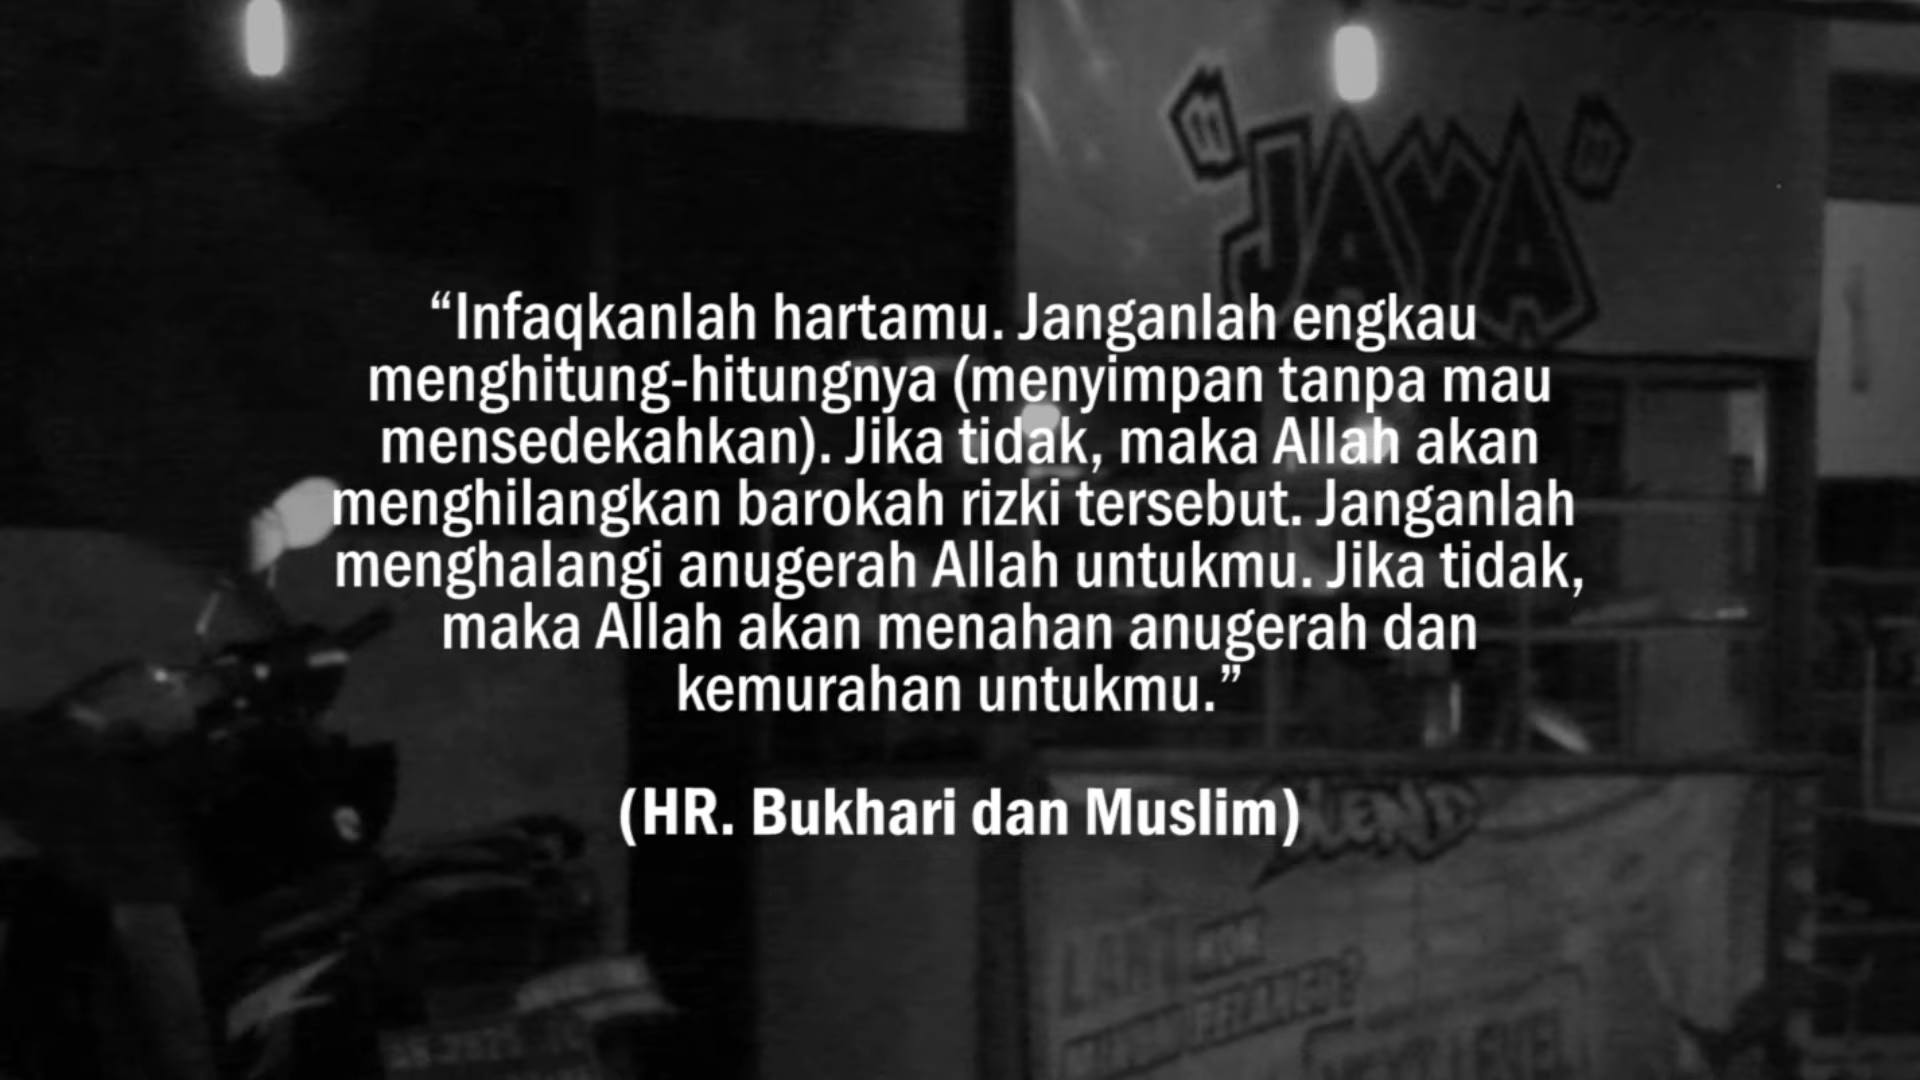 "JAYA"
“Infaqkanlah hartamu. Janganlah engkau
menghitung-hitungnya (menyimpan tanpa mau
mensedekahkan). Jika tidak, maka Allah akan
menghilangkan barokah rizki tersebut. Janganlah
menghalangi anugerah Allah untukmu. Jika tidak,
maka Allah akan menahan anugerah dan
kemurahan untukmu.”
(HR. Bukhari dan Muslim)